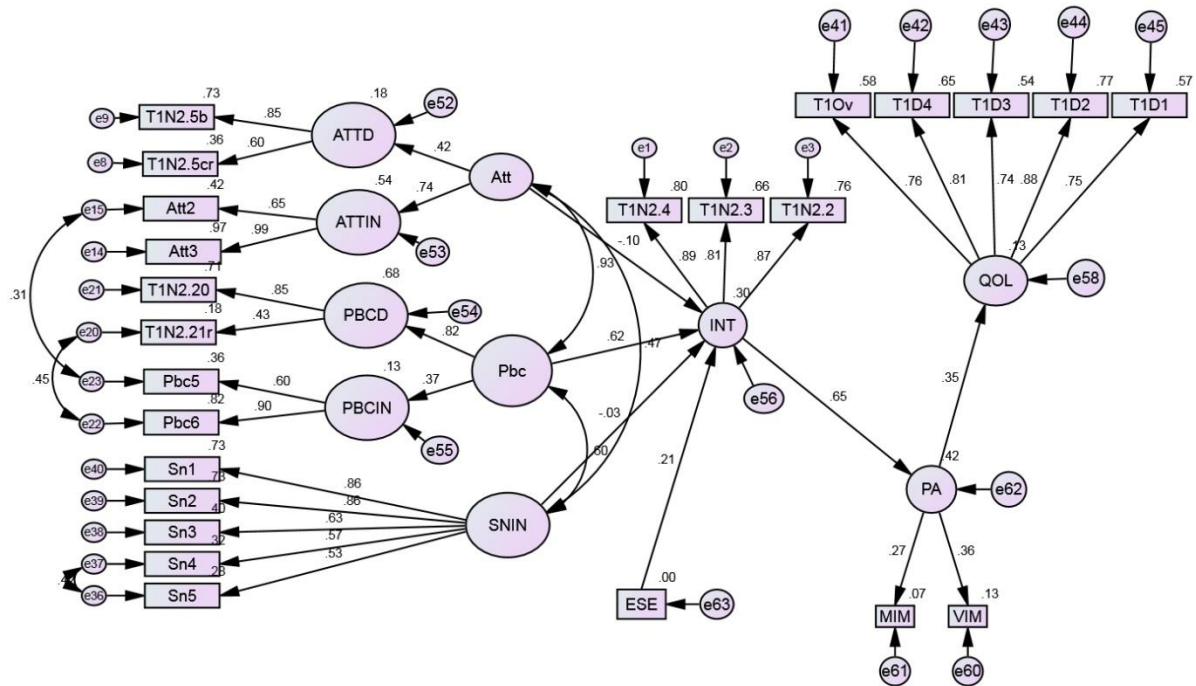 e41
e42
e43
e44
e45
.58
.65
.54
.77
.57
T1Ov
T1D4
T1D3
T1D2
T1D1
.76
.81
.74
.88
.75
.13
QOL
e58
.35
e9
T1N2.5b
.73
.85
e8
T1N2.5cr
.36
.60
.18
ATTD
e52
.42
Att
e15
Att2
.42
.65
e14
Att3
.97
.99
.54
ATTIN
e53
.74
e21
T1N2.20
.71
.85
e20
T1N2.21r
.18
.43
.68
PBCD
e54
.82
Pbc
e23
Pbc5
.36
.60
e22
Pbc6
.82
.90
.13
PBCIN
e55
.37
.31
.45
e40
Sn1
.73
.86
e39
Sn2
.73
.86
e38
Sn3
.40
.63
e37
Sn4
.32
.57
e36
Sn5
.28
.53
SNIN
.93
.47
.60
-.10
.62
-.03
.21
e1
e2
e3
.80
.66
.76
T1N2.4
T1N2.3
T1N2.2
.89
.81
.87
.30
INT
e56
.65
ESE
.00
e63
.42
PA
e62
.27
.36
MIM
.07
VIM
.13
e61
e60